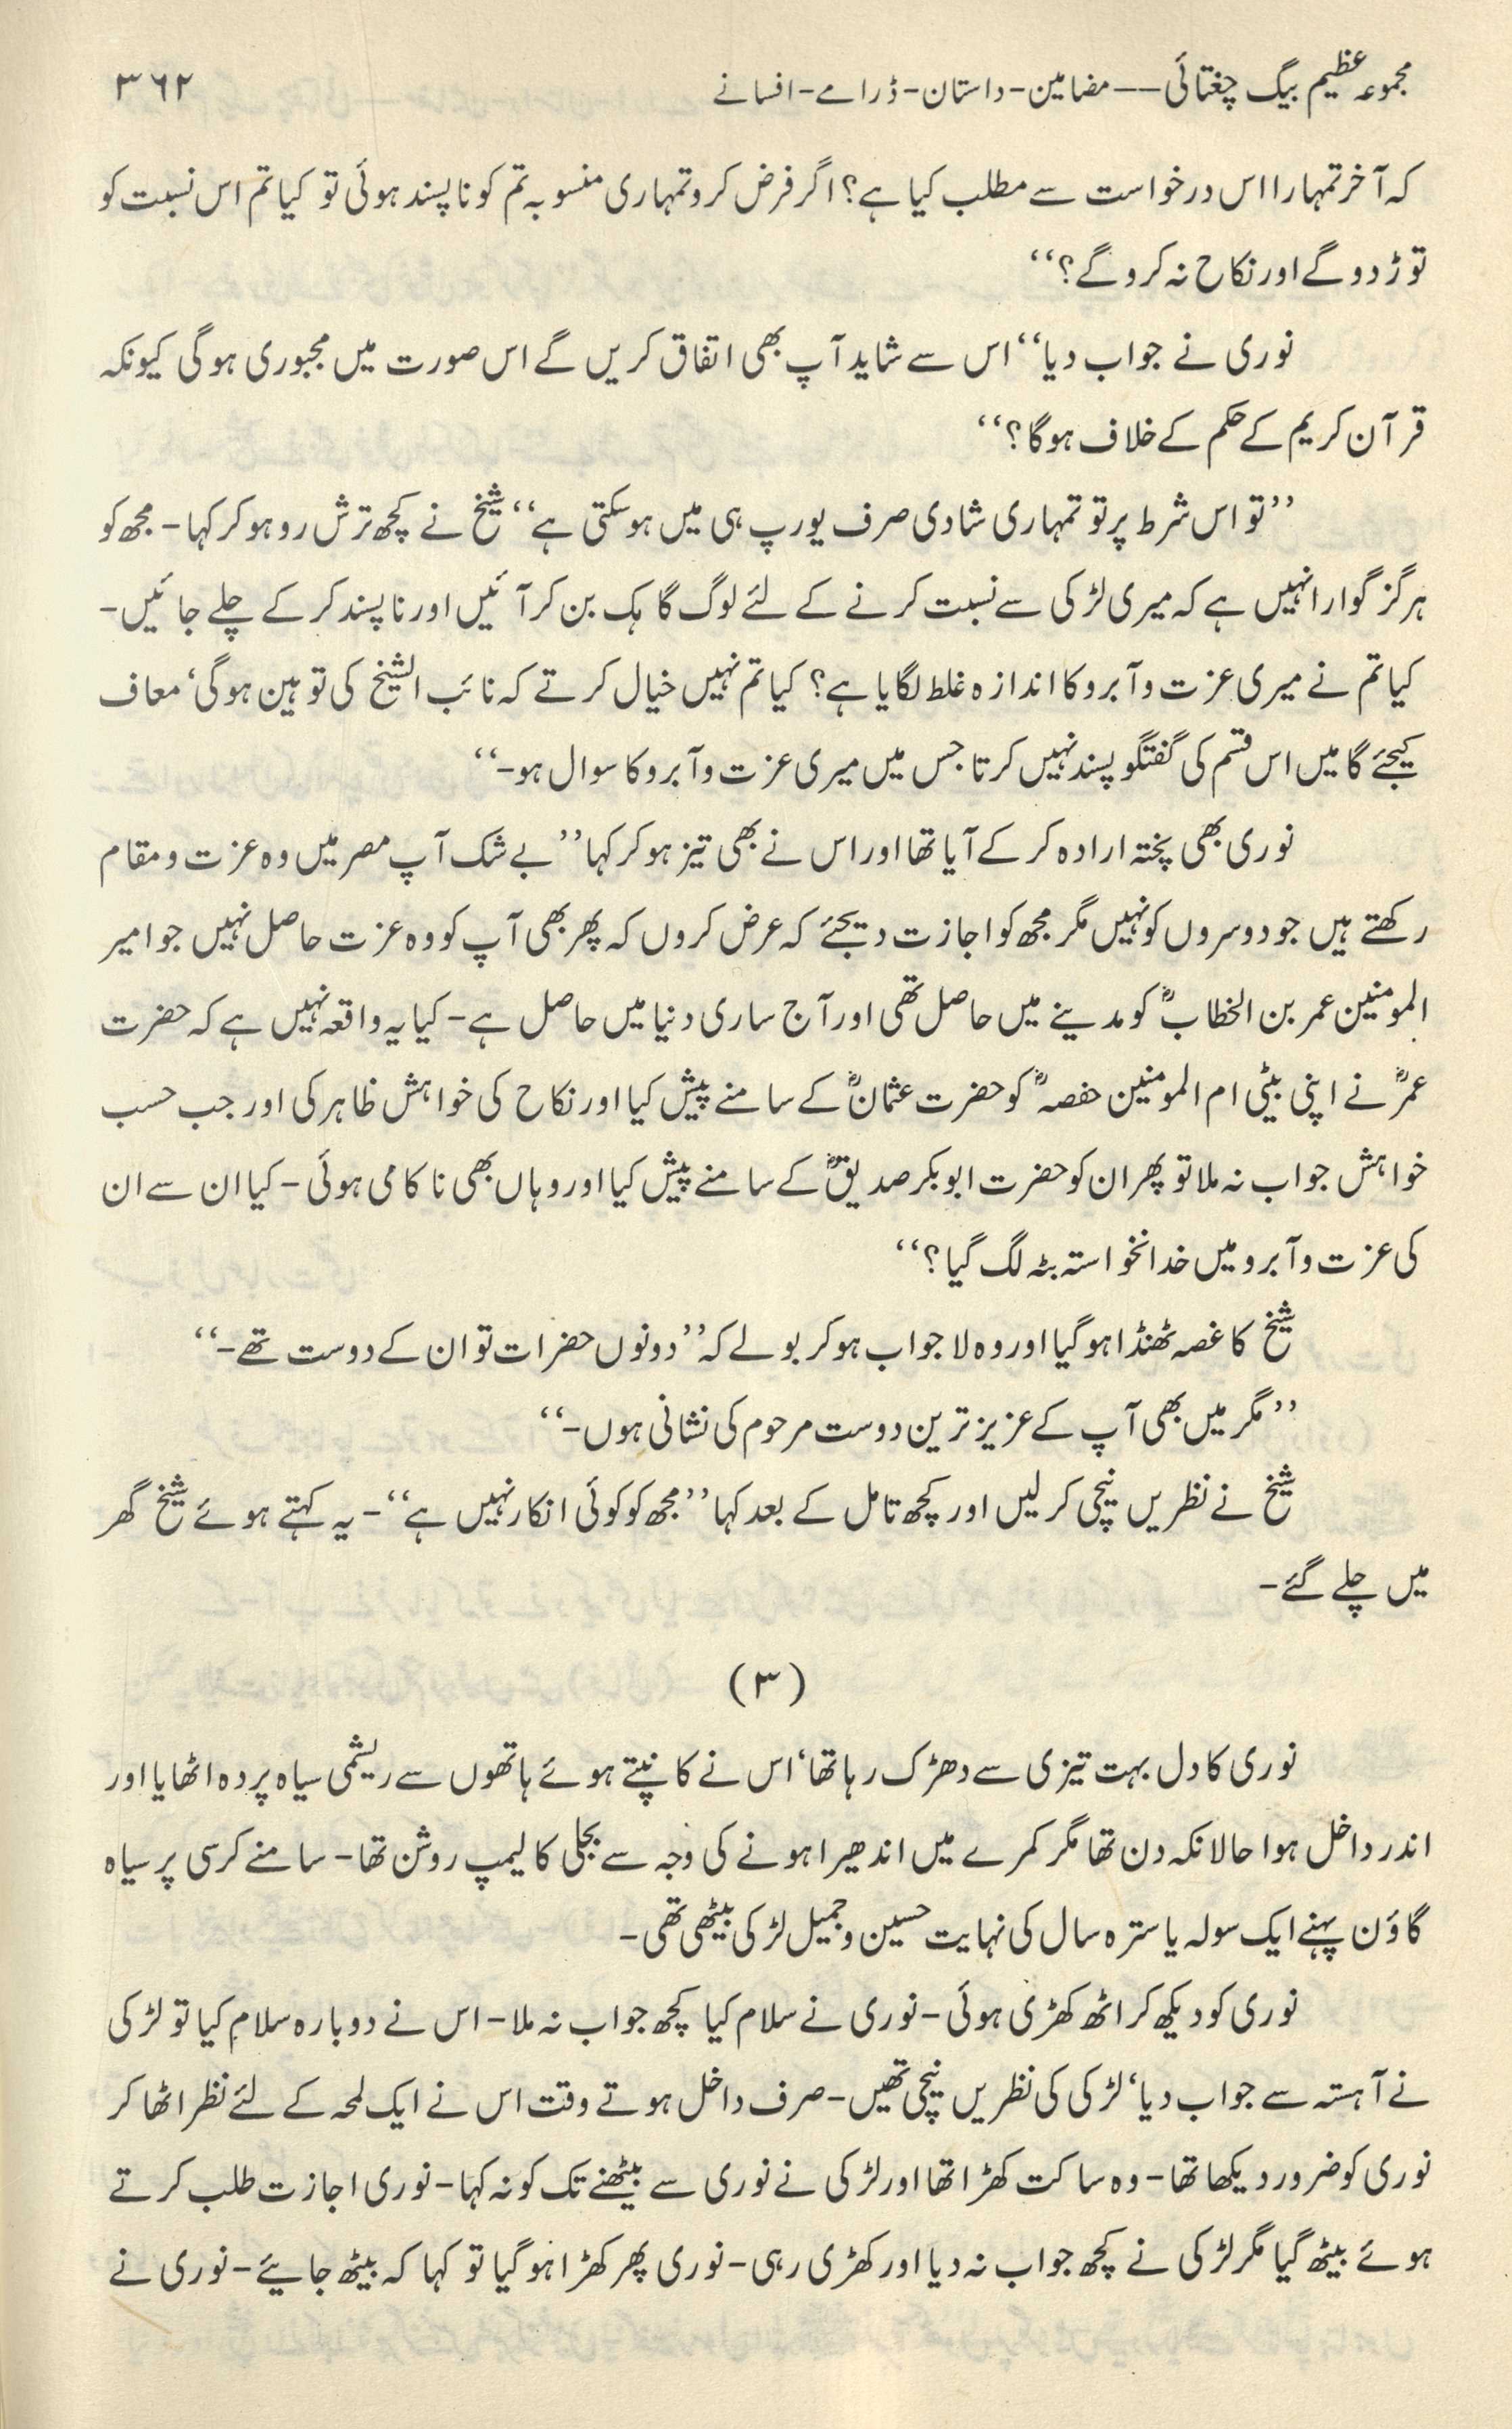 مجموعہ عظیم بیگ چغتائی —— مضامین - داستان - ڈرامے - افسانے ۳۶۲
کہ آخر تمہارا اس درخواست سے مطلب کیا ہے؟ اگر فرض کرو تمہاری منسوبہ تم کو ناپسند ہوئی تو کیا تم اس نسبت کو
توڑ دو گے اور نکاح نہ کرو گے؟‘‘
نوری نے جواب دیا‘‘ اس سے شاید آپ بھی اتفاق کریں گے اس صورت میں مجبوری ہوگی کیونکہ
قرآن کریم کے حکم کے خلاف ہوگا؟‘‘
’’تو اس شرط پر تو تمہاری شادی صرف یورپ ہی میں ہو سکتی ہے‘‘ شیخ نے کچھ ترش رو ہو کر کہا - مجھ کو
ہرگز گوارا نہیں ہے کہ میری لڑکی سے نسبت کرنے کے لئے لوگ گاہک بن کر آئیں اور ناپسند کر کے چلے جائیں -
کیا تم نے میری عزت و آبرو کا اندازہ غلط لگایا ہے؟ کیا تم نہیں خیال کرتے کہ نائب الشیخ کی توہین ہوگی‘ معاف
کیجئے گا میں اس قسم کی گفتگو پسند نہیں کرتا جس میں میری عزت و آبرو کا سوال ہو-‘‘
نوری بھی پختہ ارادہ کر کے آیا تھا اور اس نے بھی تیز ہو کر کہا ’’بے شک آپ مصر میں وہ عزت و مقام
رکھتے ہیں جو دوسروں کو نہیں مگر مجھ کو اجازت دیجئے کہ عرض کروں کہ پھر بھی آپ کو وہ عزت حاصل نہیں جو امیر
المومنین عمر بن الخطابؓ کو مدینے میں حاصل تھی اور آج ساری دنیا میں حاصل ہے - کیا یہ واقعہ نہیں ہے کہ حضرت
عمرؓ نے اپنی بیٹی ام المومنین حفصہؓ کو حضرت عثمانؓ کے سامنے پیش کیا اور نکاح کی خواہش ظاہر کی اور جب حسب
خواہش جواب نہ ملا تو پھر ان کو حضرت ابوبکر صدیقؓ کے سامنے پیش کیا اور وہاں بھی ناکامی ہوئی - کیا ان سے ان
کی عزت و آبرو میں خدانخواستہ بٹہ لگ گیا؟‘‘
شیخ کا غصہ ٹھنڈا ہو گیا اور وہ لاجواب ہو کر بولے کہ ’’دونوں حضرات تو ان کے دوست تھے-‘‘
’’مگر میں بھی آپ کے عزیز ترین دوست مرحوم کی نشانی ہوں-‘‘
شیخ نے نظریں نیچی کر لیں اور کچھ تامل کے بعد کہا ’’مجھ کو کوئی انکار نہیں ہے‘‘ - یہ کہتے ہوئے شیخ گھر
میں چلے گئے -
(۳)
نوری کا دل بہت تیزی سے دھڑک رہا تھا‘ اس نے کانپتے ہوئے ہاتھوں سے ریشمی سیاہ پردہ اٹھایا اور
اندر داخل ہوا حالانکہ دن تھا مگر کمرے میں اندھیرا ہونے کی وجہ سے بجلی کا لیمپ روشن تھا - سامنے کرسی پر سیاہ
گاؤن پہنے ایک سولہ یا سترہ سال کی نہایت حسین و جمیل لڑکی بیٹھی تھی -
نوری کو دیکھ کر اٹھ کھڑی ہوئی - نوری نے سلام کیا کچھ جواب نہ ملا - اس نے دوبارہ سلام کیا تو لڑکی
نے آہستہ سے جواب دیا‘ لڑکی کی نظریں نیچی تھیں - صرف داخل ہوتے وقت اس نے ایک لمحہ کے لئے نظر اٹھا کر
نوری کو ضرور دیکھا تھا - وہ ساکت کھڑا تھا اور لڑکی نے نوری سے بیٹھنے تک کو نہ کہا - نوری اجازت طلب کرتے
ہوئے بیٹھ گیا مگر لڑکی نے کچھ جواب نہ دیا اور کھڑی رہی - نوری پھر کھڑا ہو گیا تو کہا کہ بیٹھ جایئے - نوری نے